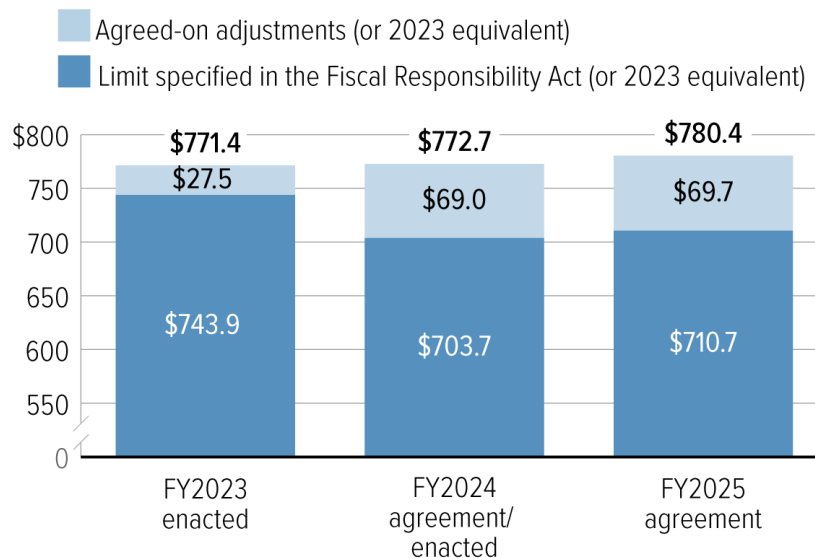 Agreed-on adjustments (or 2023 equivalent)
Limit specified in the Fiscal Responsibility Act (or 2023 equivalent)
$800
750
700
650
600
550
0
$771.4
$27.5
$743.9
$772.7
$69.0
$703.7
$780.4
$69.7
$710.7
FY2023
enacted
FY2024
agreement/
enacted
FY2025
agreement